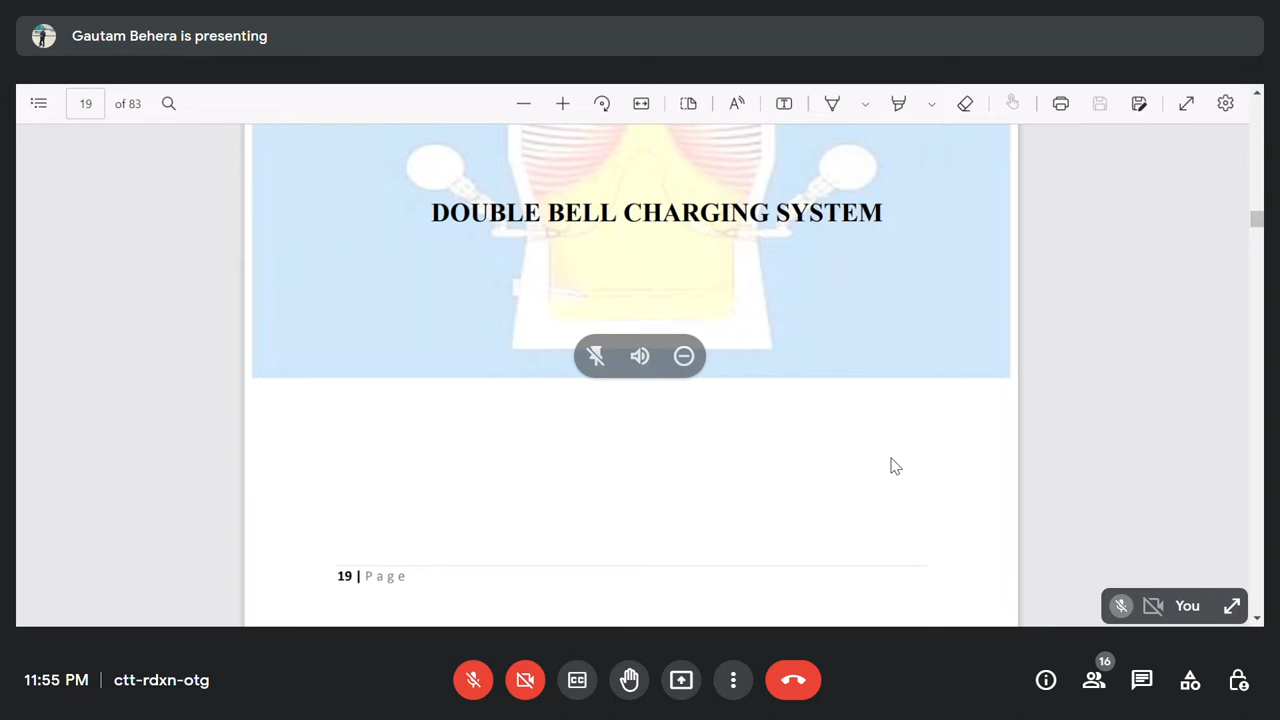 Gautam Behera is presenting
19 of 83
DOUBLE BELL CHARGING SYSTEM
19 | Page
You
11:55 PM | ctt-rdxn-otg
16